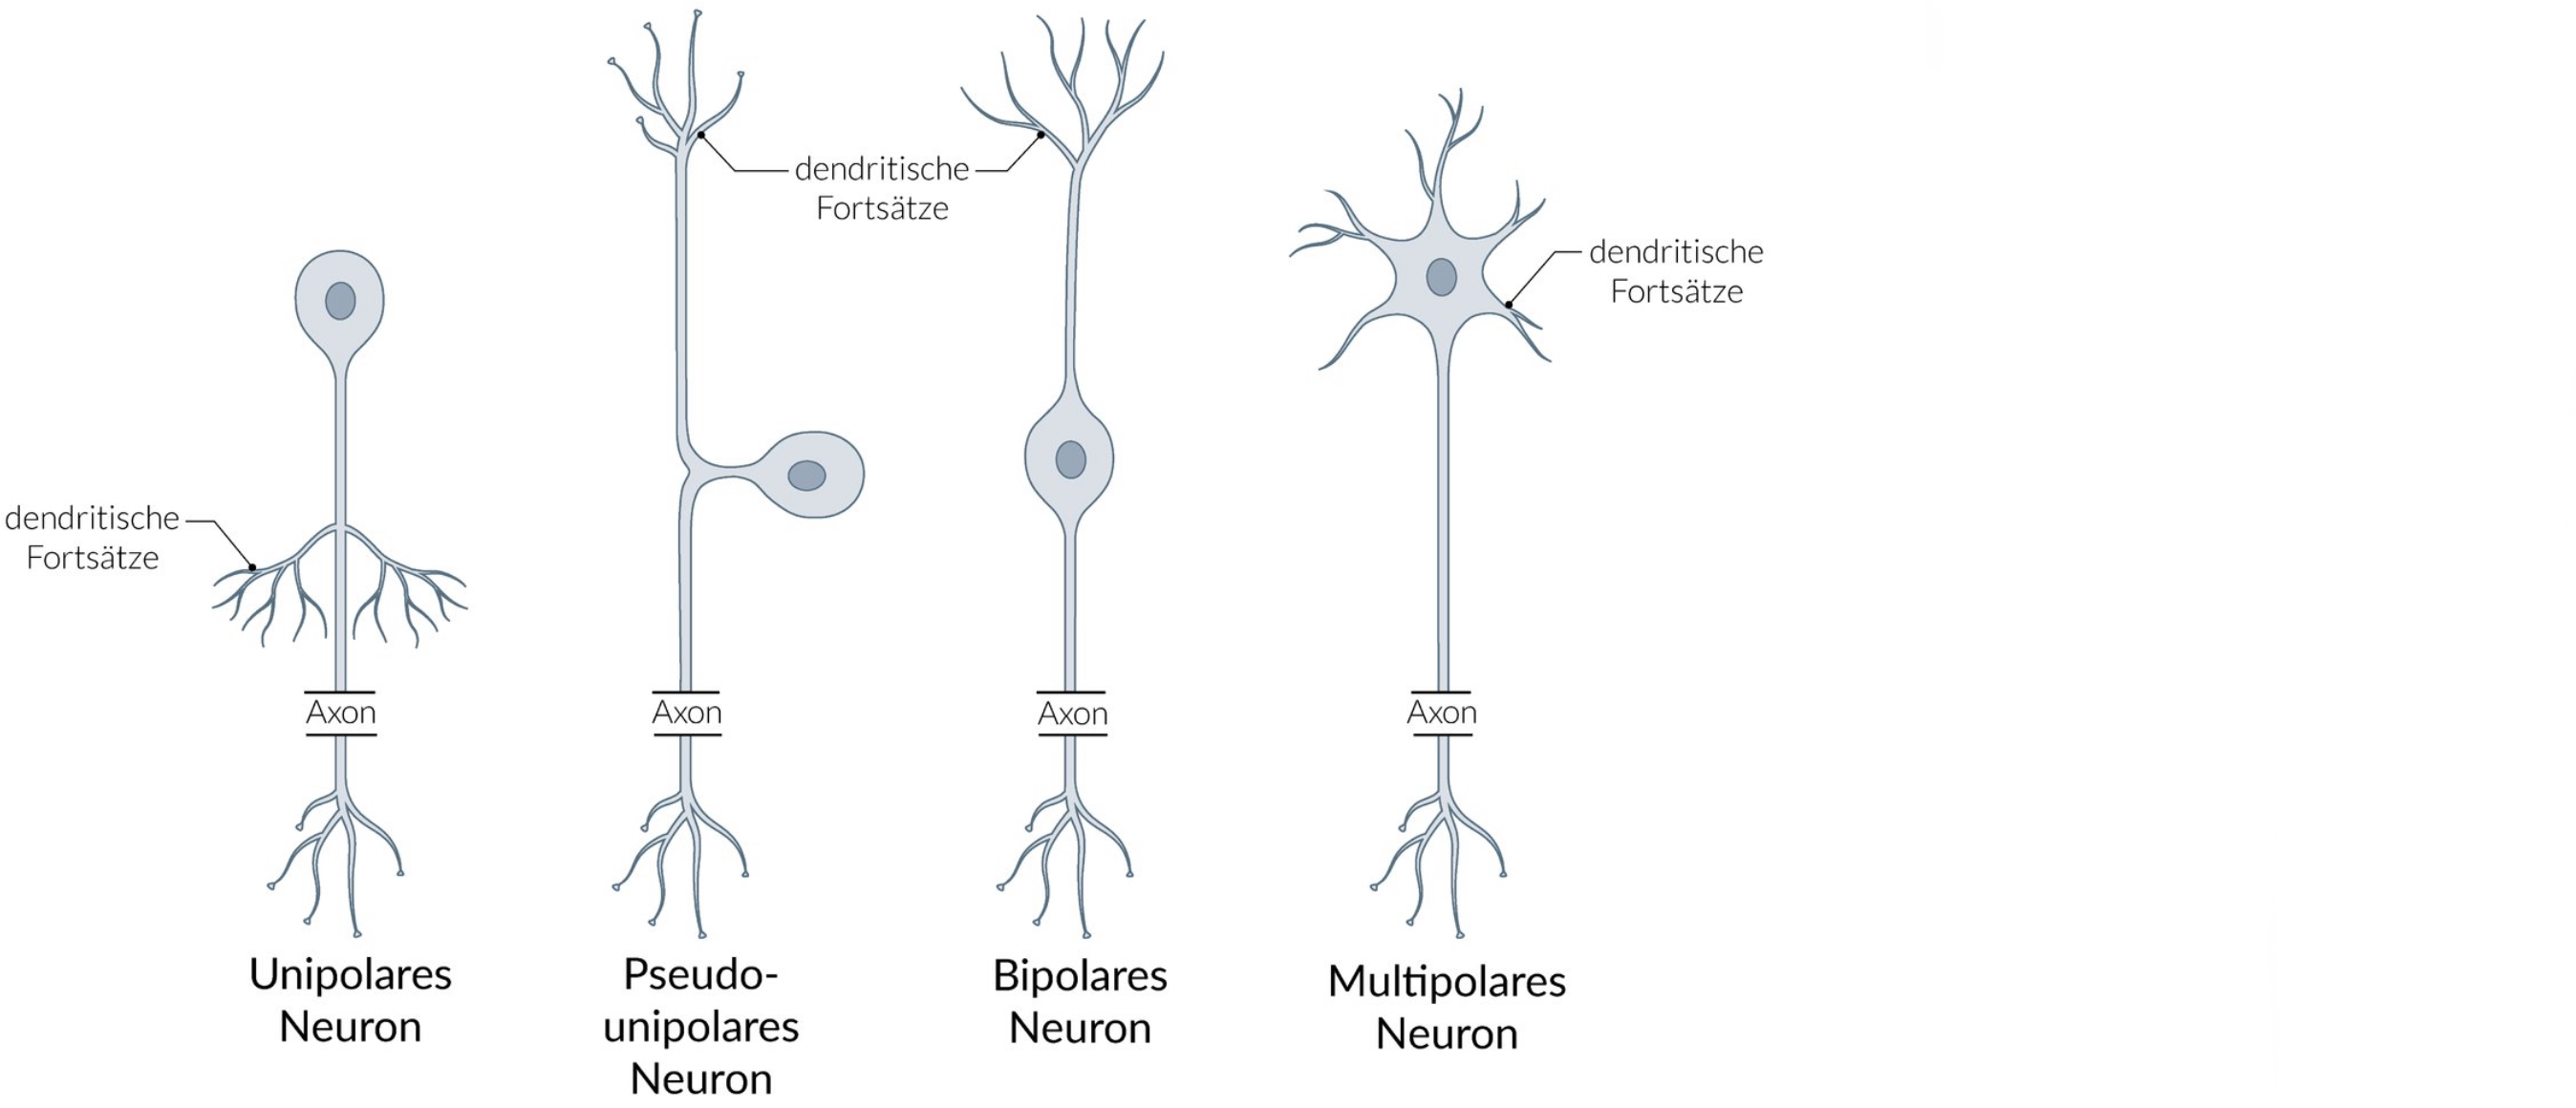 dendritische
Fortsätze
dendritische
Fortsätze
dendritische
Fortsätze
Axon
Axon
Axon
Axon
Unipolares
Neuron
Pseudo-
unipolares
Neuron
Bipolares
Neuron
Multipolares
Neuron